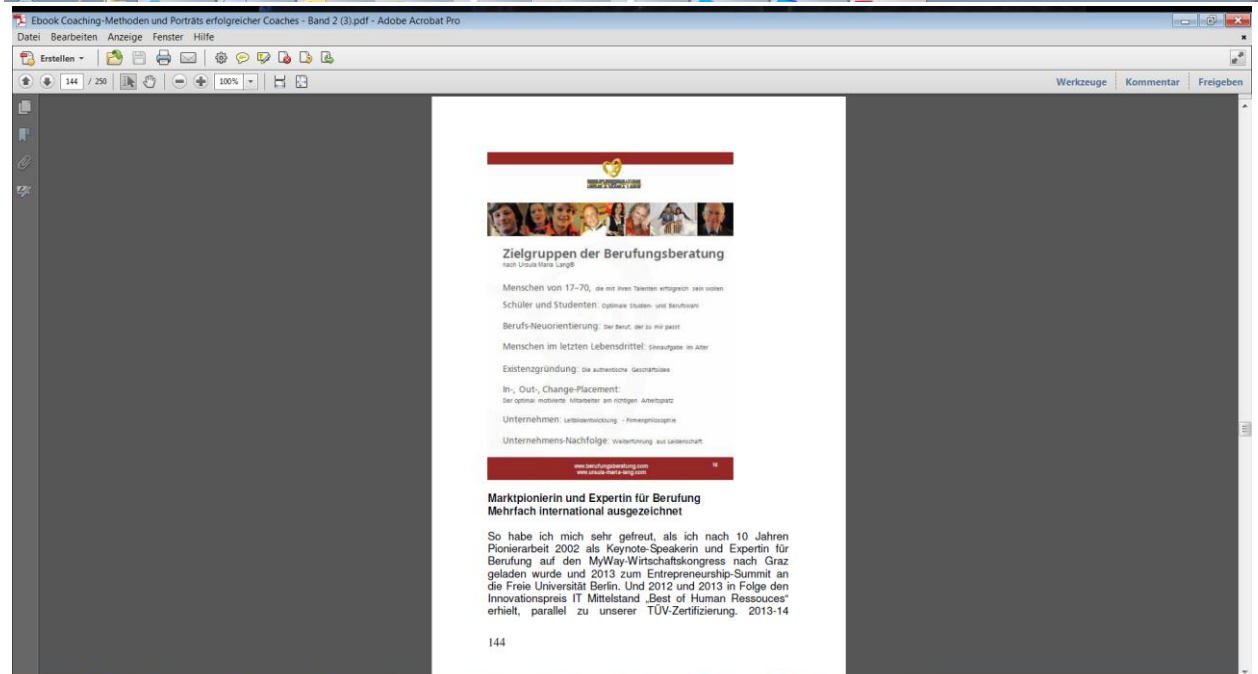 Ebook Coaching-Methoden und Porträts erfolgreicher Coaches - Band 2 (3).pdf - Adobe Acrobat Pro
Datei Bearbeiten Anzeige Fenster Hilfe
Erstellen
144 / 250 100% Werkzeuge Kommentar Freigeben
Zielgruppen der Berufungsberatung
nach Ursula Maria Lang®
Menschen von 17–70, die mit ihren Talenten erfolgreich sein wollen
Schüler und Studenten: Optimale Studien- und Berufswahl
Berufs-Neuorientierung: Der Beruf, der zu mir passt
Menschen im letzten Lebensdrittel: Sinnaufgabe im Alter
Existenzgründung: Die authentische Geschäftsidee
In-, Out-, Change-Placement:
Der optimal motivierte Mitarbeiter am richtigen Arbeitsplatz
Unternehmen: Leitbildentwicklung - Firmenphilosophie
Unternehmens-Nachfolge: Weiterführung aus Leidenschaft
www.berufungsberatung.com
www.ursula-maria-lang.com
Marktpionierin und Expertin für Berufung
Mehrfach international ausgezeichnet
So habe ich mich sehr gefreut, als ich nach 10 Jahren
Pionierarbeit 2002 als Keynote-Speakerin und Expertin für
Berufung auf den MyWay-Wirtschaftskongress nach Graz
geladen wurde und 2013 zum Entrepreneurship-Summit an
die Freie Universität Berlin. Und 2012 und 2013 in Folge den
Innovationspreis IT Mittelstand „Best of Human Ressouces“
erhielt, parallel zu unserer TÜV-Zertifizierung. 2013-14
144